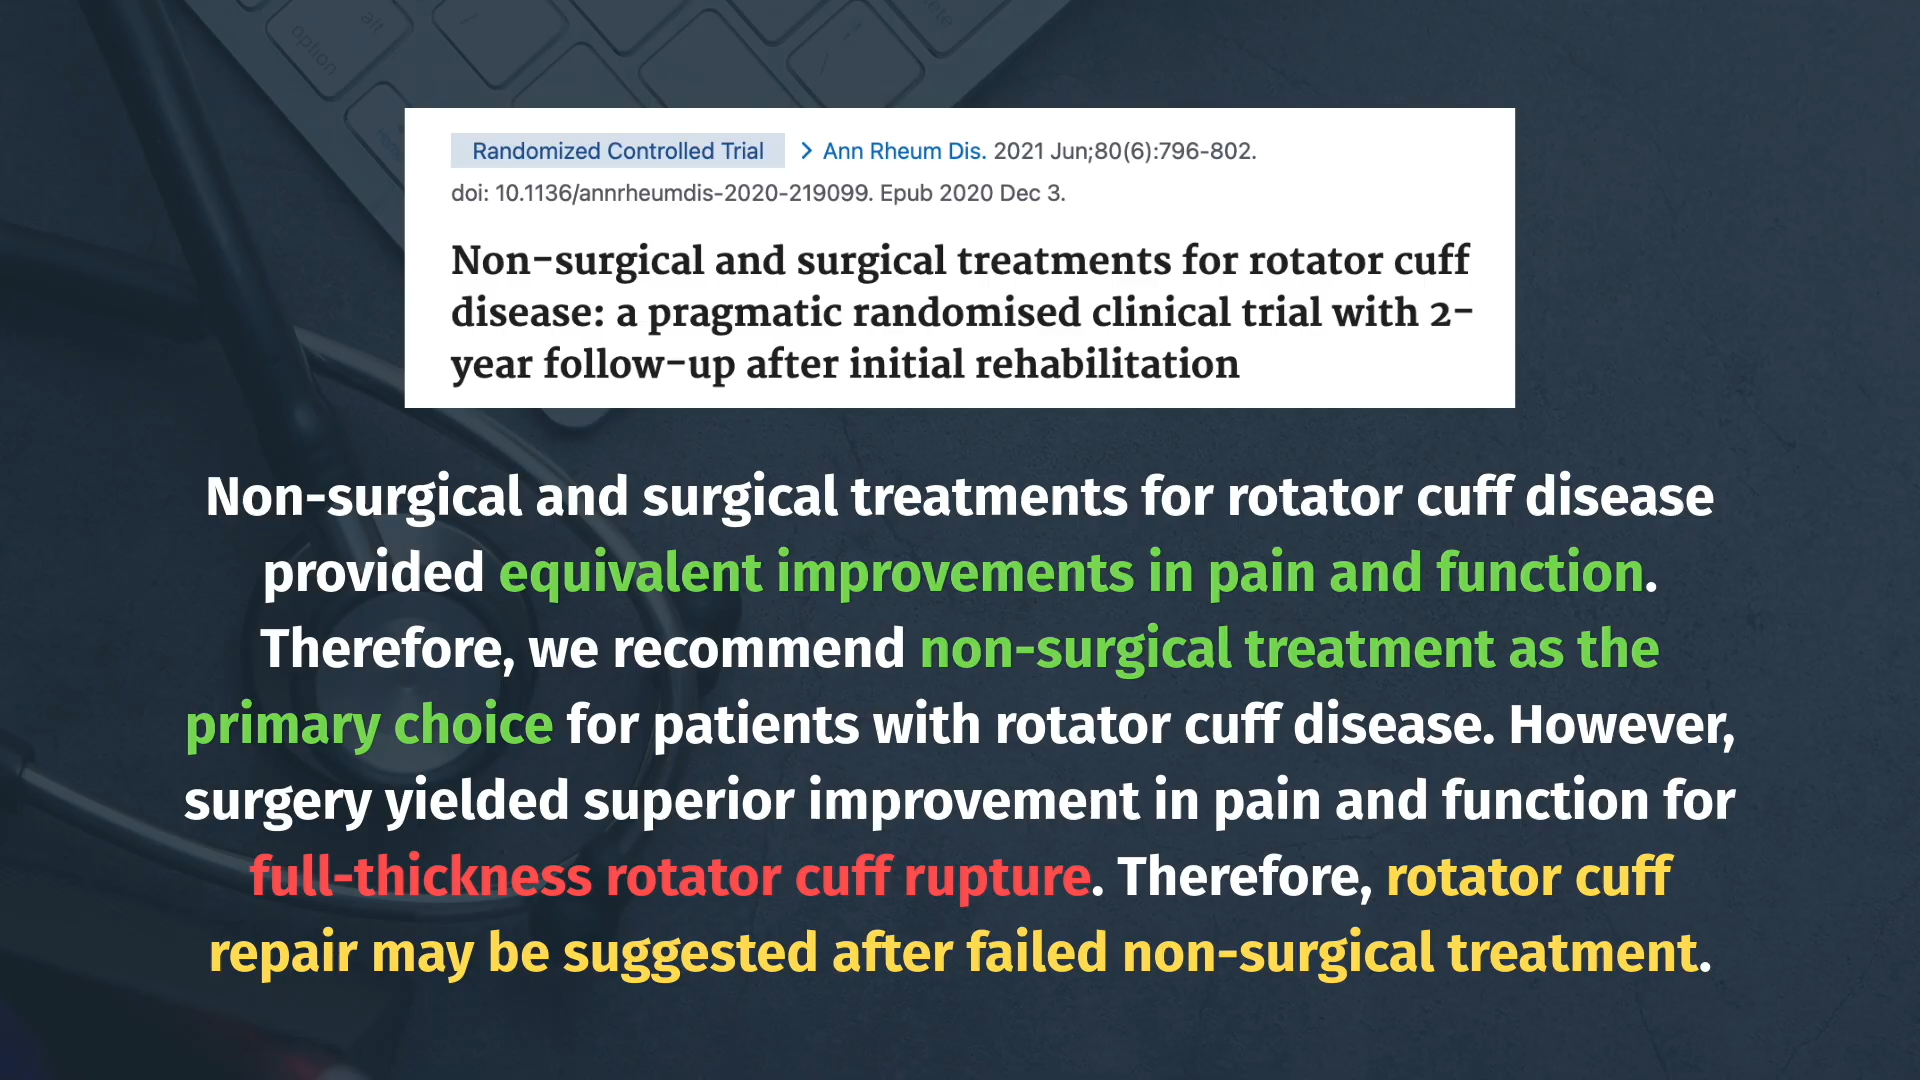 option
alt
delete
Randomized Controlled Trial > Ann Rheum Dis. 2021 Jun;80(6):796-802.
doi: 10.1136/annrheumdis-2020-219099. Epub 2020 Dec 3.
Non-surgical and surgical treatments for rotator cuff
disease: a pragmatic randomised clinical trial with 2-
year follow-up after initial rehabilitation
Non-surgical and surgical treatments for rotator cuff disease
provided equivalent improvements in pain and function.
Therefore, we recommend non-surgical treatment as the
primary choice for patients with rotator cuff disease. However,
surgery yielded superior improvement in pain and function for
full-thickness rotator cuff rupture. Therefore, rotator cuff
repair may be suggested after failed non-surgical treatment.